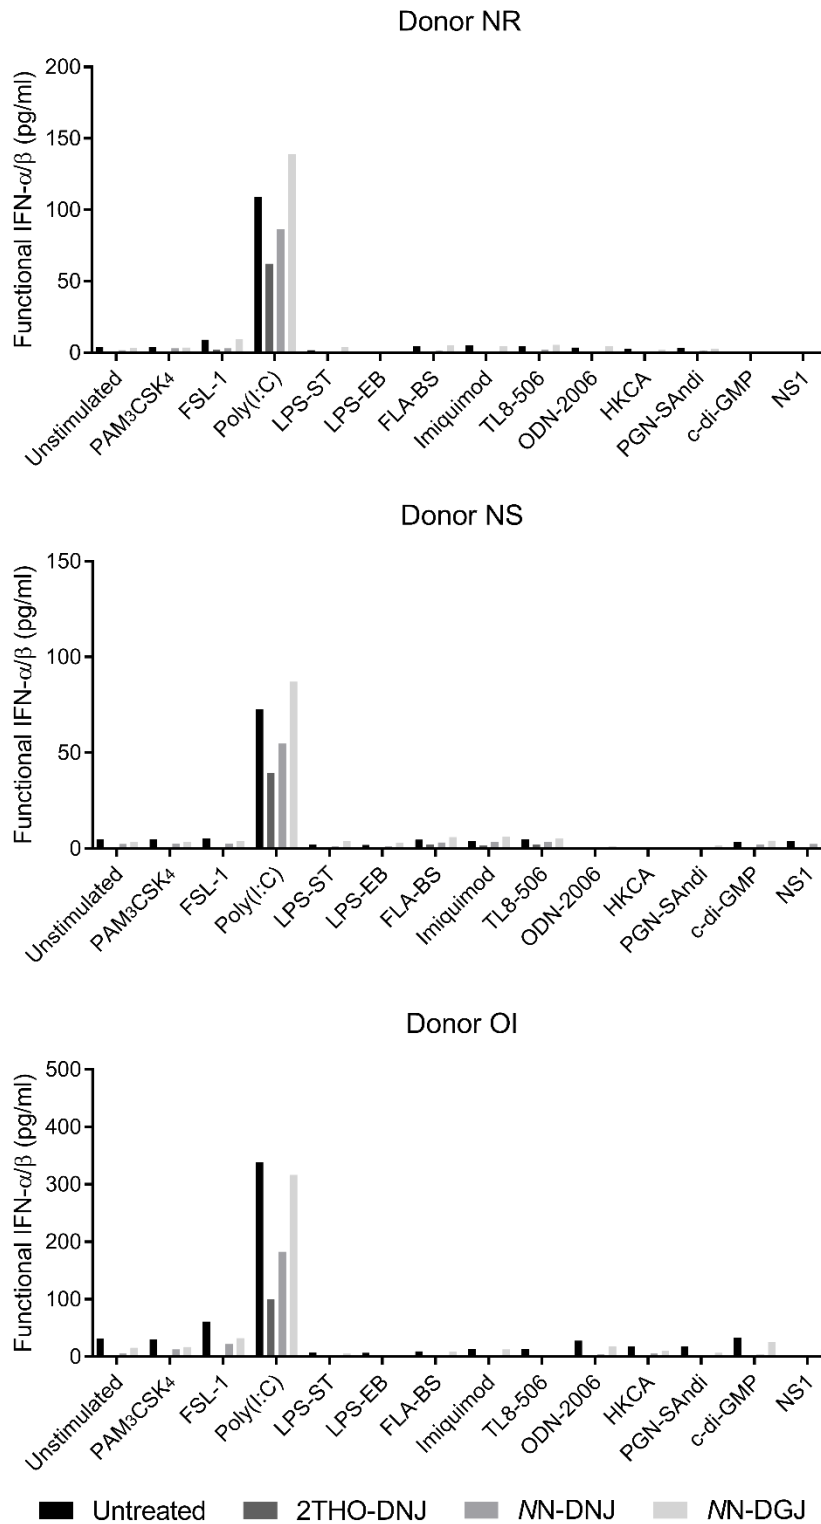 Donor NR
Functional IFN-α/β (pg/ml)
200
150
100
50
0
Unstimulated
PAM3CSK4
FSL-1
Poly(I:C)
LPS-ST
LPS-EB
FLA-BS
Imiquimod
TL8-506
ODN-2006
HKCA
PGN-SAndi
c-di-GMP
NS1
Donor NS
Functional IFN-α/β (pg/ml)
150
100
50
0
Unstimulated
PAM3CSK4
FSL-1
Poly(I:C)
LPS-ST
LPS-EB
FLA-BS
Imiquimod
TL8-506
ODN-2006
HKCA
PGN-SAndi
c-di-GMP
NS1
Donor OI
Functional IFN-α/β (pg/ml)
500
400
300
200
100
0
Unstimulated
PAM3CSK4
FSL-1
Poly(I:C)
LPS-ST
LPS-EB
FLA-BS
Imiquimod
TL8-506
ODN-2006
HKCA
PGN-SAndi
c-di-GMP
NS1
Untreated
2THO-DNJ
NN-DNJ
NN-DGJ